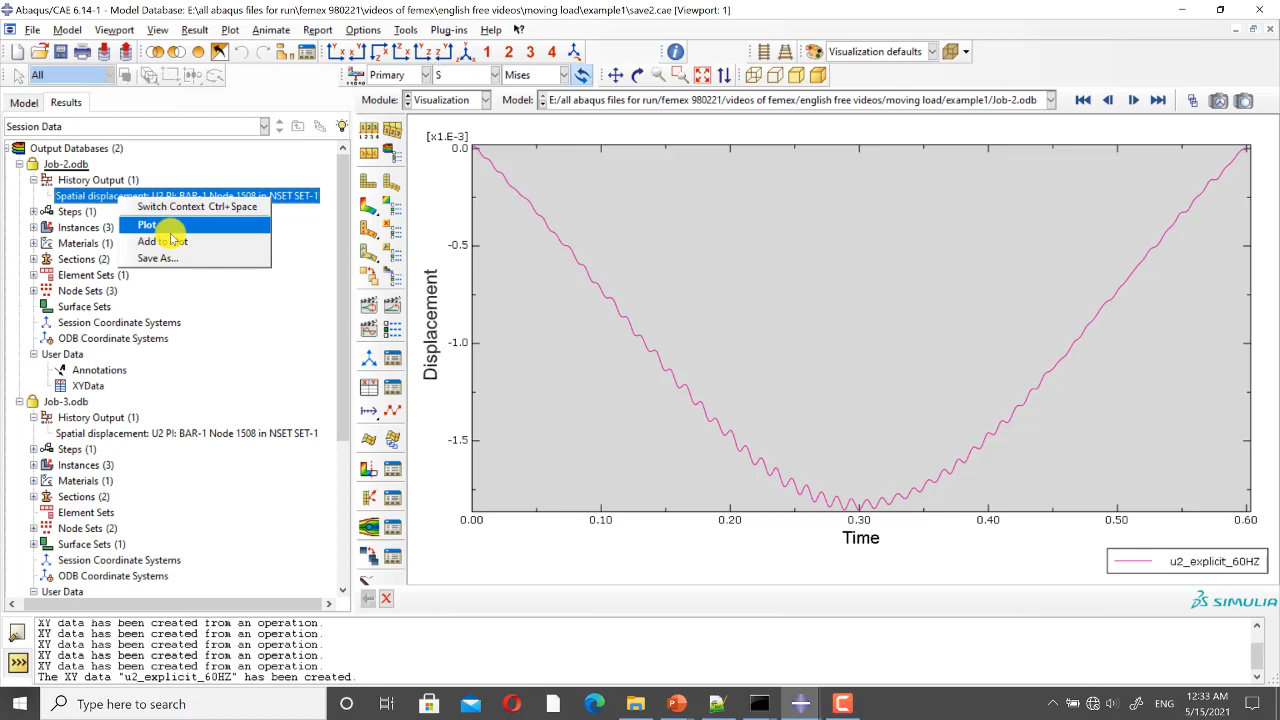 Abaqus/CAE 6.14-1 - Model Database: E:\all abaqus files for run\femex 980221\videos of femex\english free videos\moving load\example1\save2.cae [Viewport: 1]
File Model Viewport View Result Plot Animate Report Options Tools Plug-ins Help
1 2 3 4 Visualization defaults
All Primary S Mises
Model Results Module: Visualization Model: E:/all abaqus files for run/femex 980221/videos of femex/english free videos/moving load/example1/Job-2.odb
Session Data
Output Databases (2)
Job-2.odb
History Output (1)
Spatial displacement: U2 PI: BAR-1 Node 1508 in NSET SET-1
Switch Context Ctrl+Space
Plot
Add to Plot
Save As...
Steps (1)
Instances (3)
Materials (1)
Sections (2)
Element Sets (1)
Node Sets (3)
Surface Sets
Session Coordinate Systems
ODB Coordinate Systems
User Data
Annotations
XYData
Job-3.odb
History Output (1)
Spatial displacement: U2 PI: BAR-1 Node 1508 in NSET SET-1
Steps (1)
Instances (3)
Materials (1)
Sections (2)
Element Sets
Node Sets (2)
Surface Sets (1)
Session Coordinate Systems
ODB Coordinate Systems
User Data
[x1.E-3]
0.0
-0.5
-1.0
-1.5
Displacement
0.00 0.10 0.20 0.30 0.40 0.50 0.60
Time
u2_explicit_60HZ
SIMULIA
XY data has been created from an operation.
XY data has been created from an operation.
XY data has been created from an operation.
XY data has been created from an operation.
XY data has been created from an operation.
The XY data "u2_explicit_60HZ" has been created.
Type here to search
ENG
12:33 AM
5/15/2021